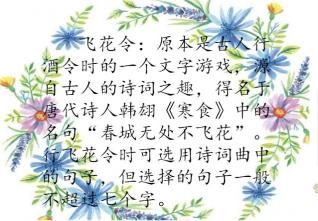 飞花令：原本是古人行
酒令时的一个文字游戏，源
自古人的诗词之趣，得名于
唐代诗人韩翃《寒食》中的
名句“春城无处不飞花”。
行飞花令时可选用诗词曲中
的句子，但选择的句子一般
不超过七个字。